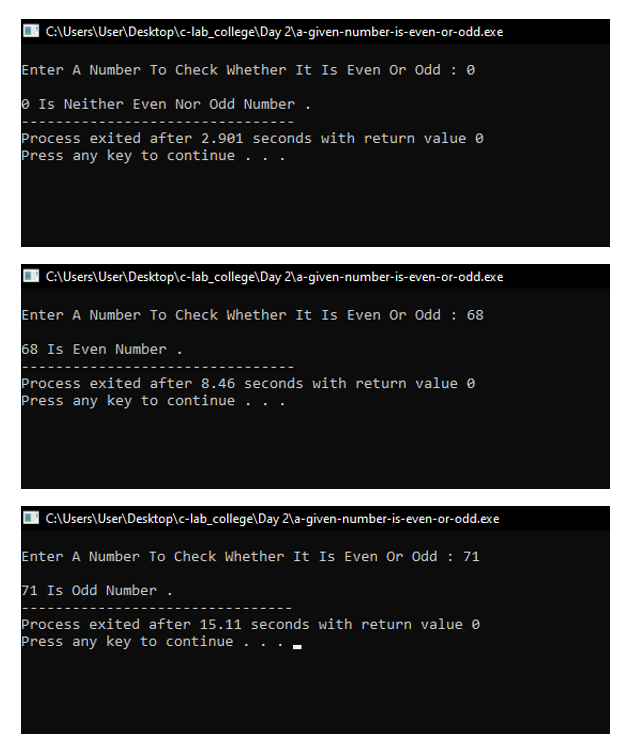 C:\Users\User\Desktop\c-lab_college\Day 2\a-given-number-is-even-or-odd.exe
Enter A Number To Check Whether It Is Even Or Odd : 0
0 Is Neither Even Nor Odd Number .
--------------------------------
Process exited after 2.901 seconds with return value 0
Press any key to continue . . .
C:\Users\User\Desktop\c-lab_college\Day 2\a-given-number-is-even-or-odd.exe
Enter A Number To Check Whether It Is Even Or Odd : 68
68 Is Even Number .
--------------------------------
Process exited after 8.46 seconds with return value 0
Press any key to continue . . .
C:\Users\User\Desktop\c-lab_college\Day 2\a-given-number-is-even-or-odd.exe
Enter A Number To Check Whether It Is Even Or Odd : 71
71 Is Odd Number .
--------------------------------
Process exited after 15.11 seconds with return value 0
Press any key to continue . . .